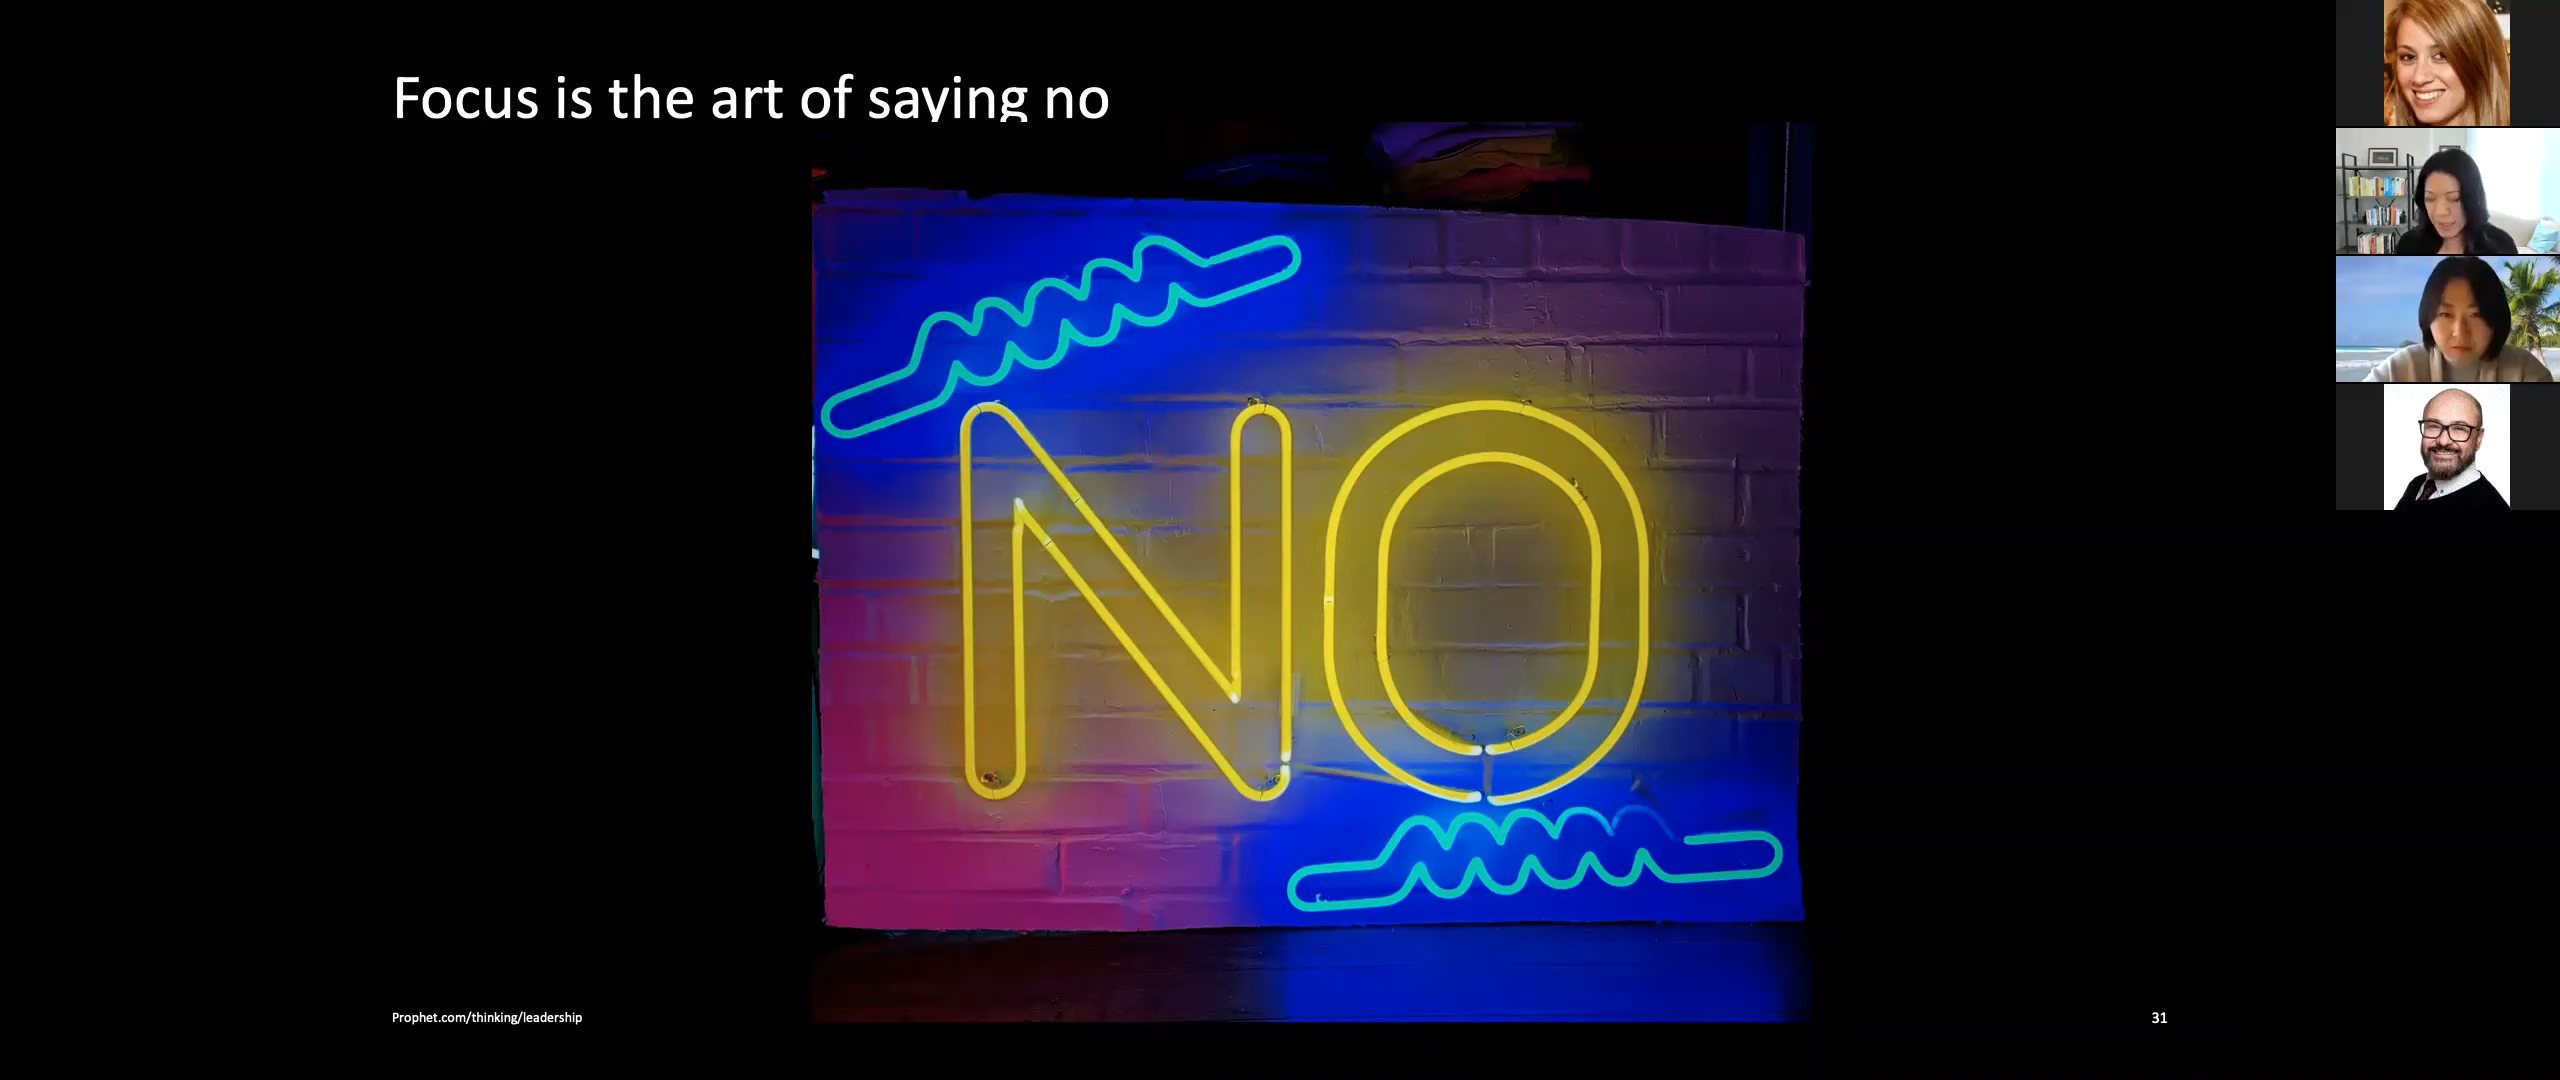 Focus is the art of saying no
NO
Prophet.com/thinking/leadership
31